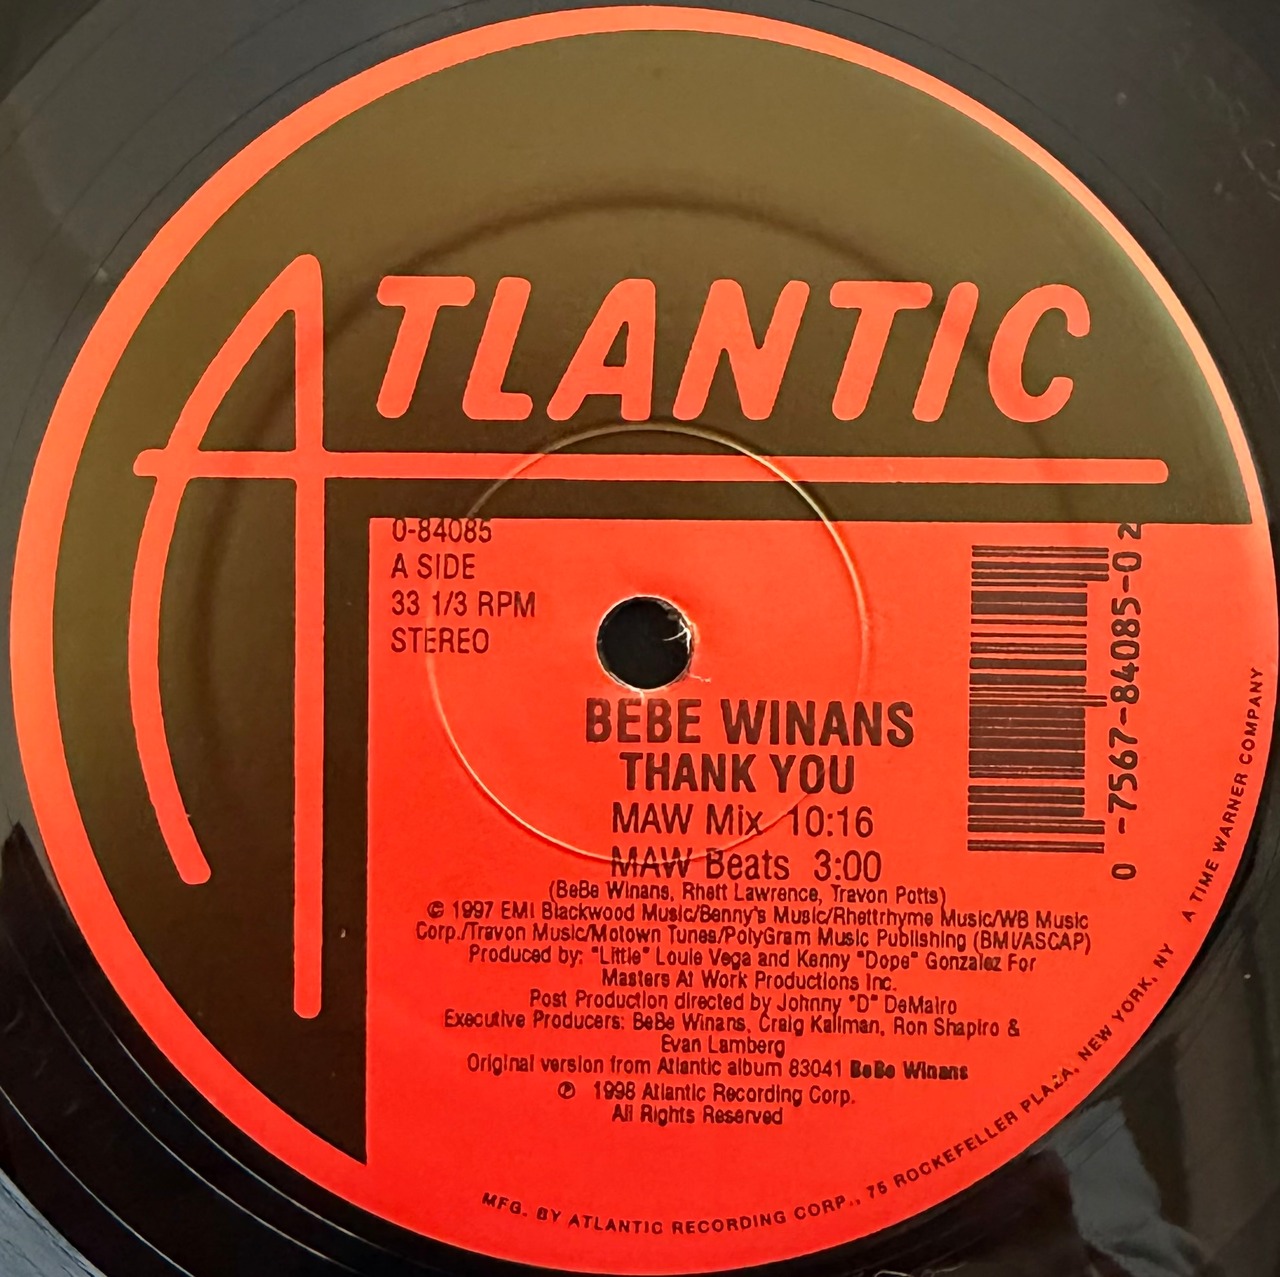 ATLANTIC
0-84085
A SIDE
33 1/3 RPM
STEREO
BEBE WINANS
THANK YOU
MAW Mix 10:16
MAW Beats 3:00
(BeBe Winans, Rhett Lawrence, Travon Potts)
© 1997 EMI Blackwood Music/Benny's Music/Rhettrhyme Music/WB Music
Corp./Travon Music/Motown Tunes/PolyGram Music Publishing (BMI/ASCAP)
Produced by: "Little" Louie Vega and Kenny "Dope" Gonzalez For
Masters At Work Productions Inc.
Post Production directed by Johnny "D" DeMairo
Executive Producers: BeBe Winans, Craig Kallman, Ron Shapiro &
Evan Lamberg
Original version from Atlantic album 83041 BeBe Winans
℗ 1998 Atlantic Recording Corp.
All Rights Reserved
0 -7567-84085-0 2
MFG. BY ATLANTIC RECORDING CORP., 75 ROCKEFELLER PLAZA, NEW YORK, NY A TIME WARNER COMPANY